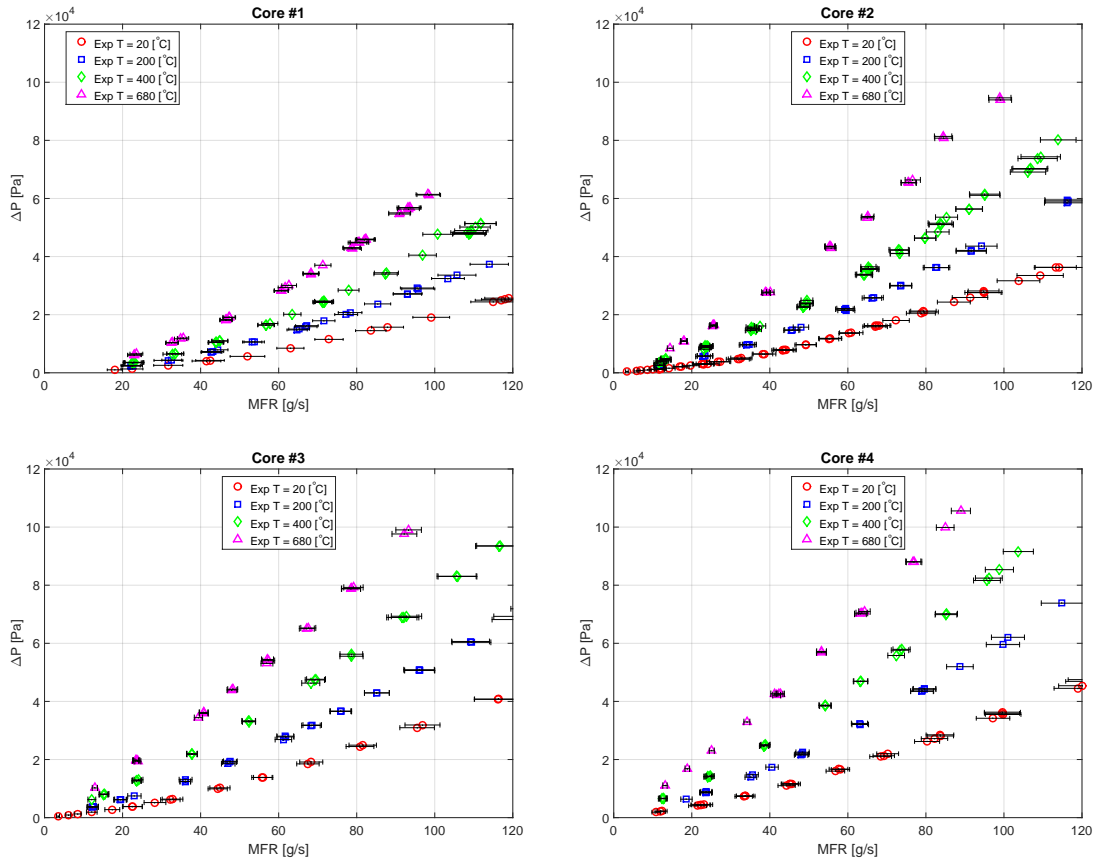 Core #1
×10⁴
Exp T = 20 [°C]
Exp T = 200 [°C]
Exp T = 400 [°C]
Exp T = 680 [°C]
12
10
8
6
4
2
0
ΔP [Pa]
0 20 40 60 80 100 120
MFR [g/s]
Core #2
×10⁴
Exp T = 20 [°C]
Exp T = 200 [°C]
Exp T = 400 [°C]
Exp T = 680 [°C]
12
10
8
6
4
2
0
ΔP [Pa]
0 20 40 60 80 100 120
MFR [g/s]
Core #3
×10⁴
Exp T = 20 [°C]
Exp T = 200 [°C]
Exp T = 400 [°C]
Exp T = 680 [°C]
12
10
8
6
4
2
0
ΔP [Pa]
0 20 40 60 80 100 120
MFR [g/s]
Core #4
×10⁴
Exp T = 20 [°C]
Exp T = 200 [°C]
Exp T = 400 [°C]
Exp T = 680 [°C]
12
10
8
6
4
2
0
ΔP [Pa]
0 20 40 60 80 100 120
MFR [g/s]